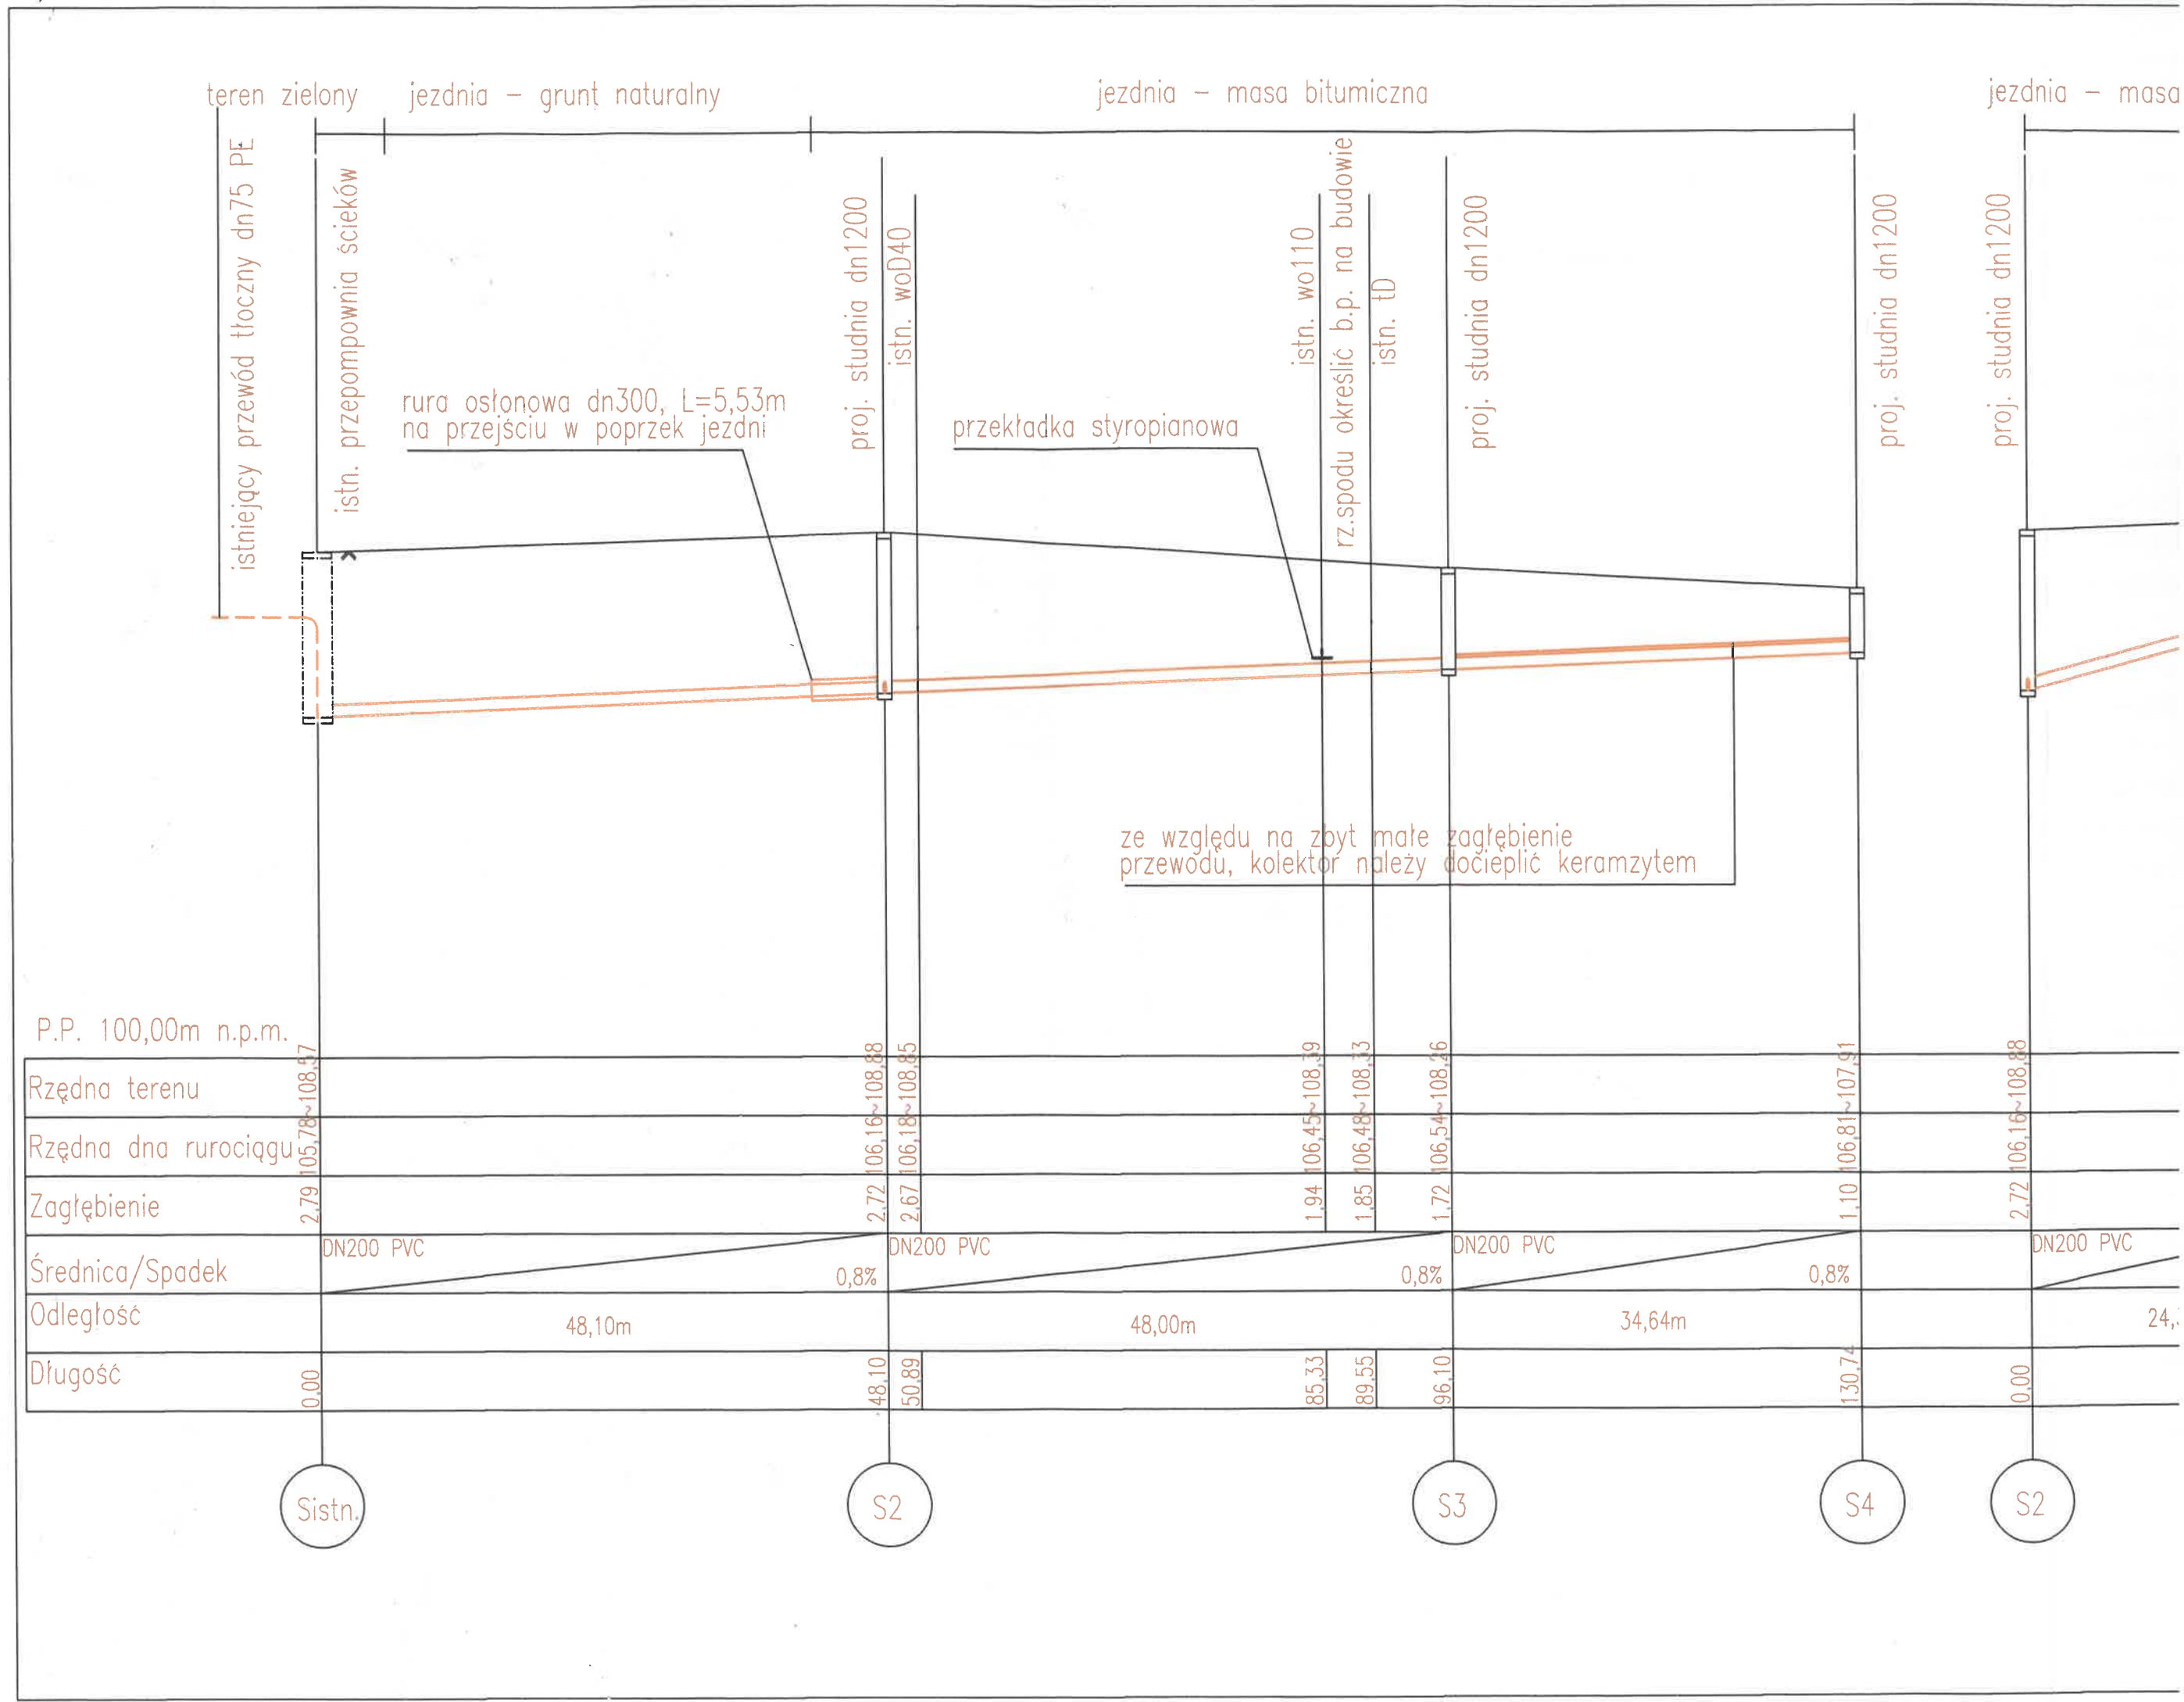 teren zielony
jezdnia – grunt naturalny
jezdnia – masa bitumiczna
jezdnia – masa
istniejący przewód tłoczny dn75 PE
istn. przepompownia ścieków
proj. studnia dn1200
istn. woD40
istn. wo110
rz.spodu określić b.p. na budowie
istn. tD
proj. studnia dn1200
proj. studnia dn1200
proj. studnia dn1200
rura osłonowa dn300, L=5,53m
na przejściu w poprzek jezdni
przekładka styropianowa
ze względu na zbyt małe zagłębienie
przewodu, kolektor należy docieplić keramzytem
P.P. 100,00m n.p.m.
Rzędna terenu
108,57
108,88
108,85
108,39
108,33
108,26
107,91
108,88
Rzędna dna rurociągu
105,78
106,16
106,18
106,45
106,48
106,54
106,81
106,16
Zagłębienie
2,79
2,72
2,67
1,94
1,85
1,72
1,10
2,72
Średnica/Spadek
DN200 PVC
0,8%
DN200 PVC
0,8%
DN200 PVC
0,8%
DN200 PVC
Odległość
48,10m
48,00m
34,64m
24,
Długość
0,00
48,10
50,89
85,33
89,55
96,10
130,74
0,00
Sistn.
S2
S3
S4
S2